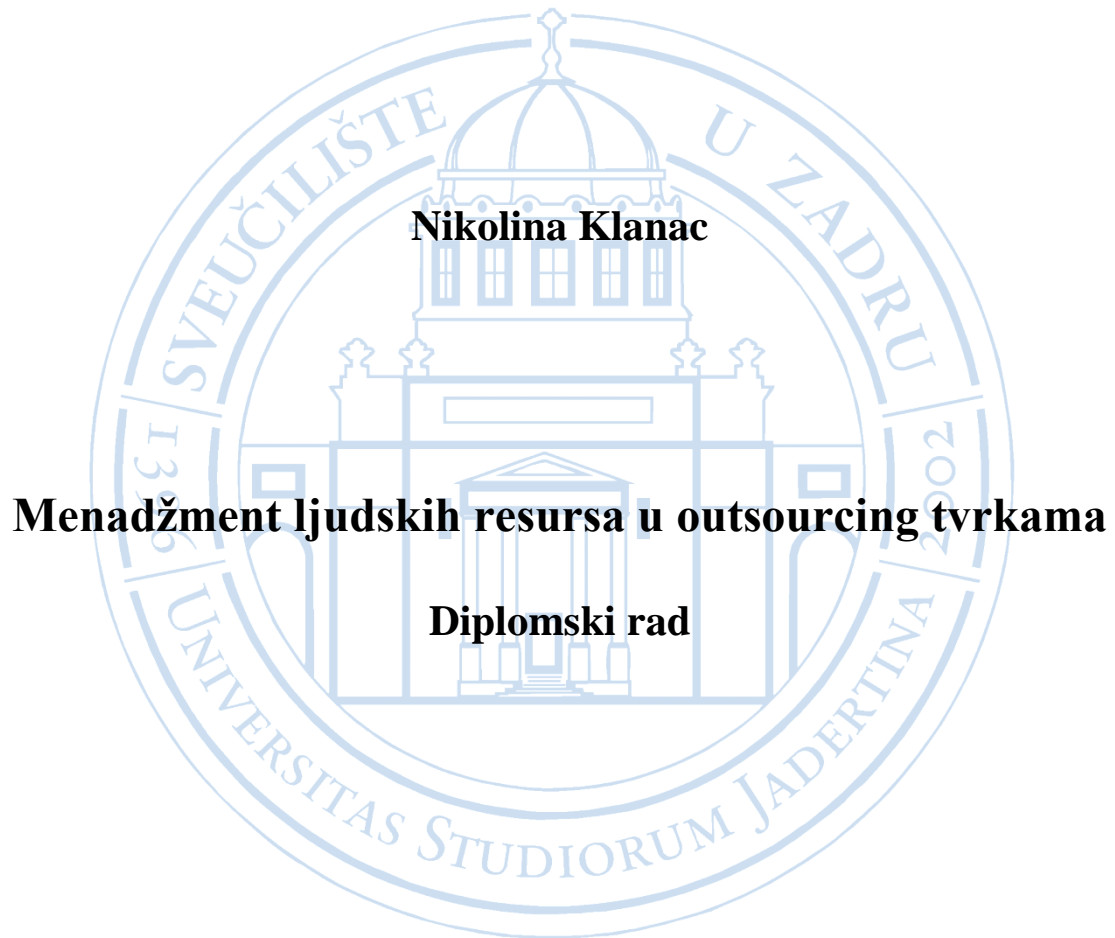 SVEUČILIŠTE U ZADRU
Nikolina Klanac
1396
2002
Menadžment ljudskih resursa u outsourcing tvrkama
Diplomski rad
UNIVERSITAS STUDIORUM JADERTINA